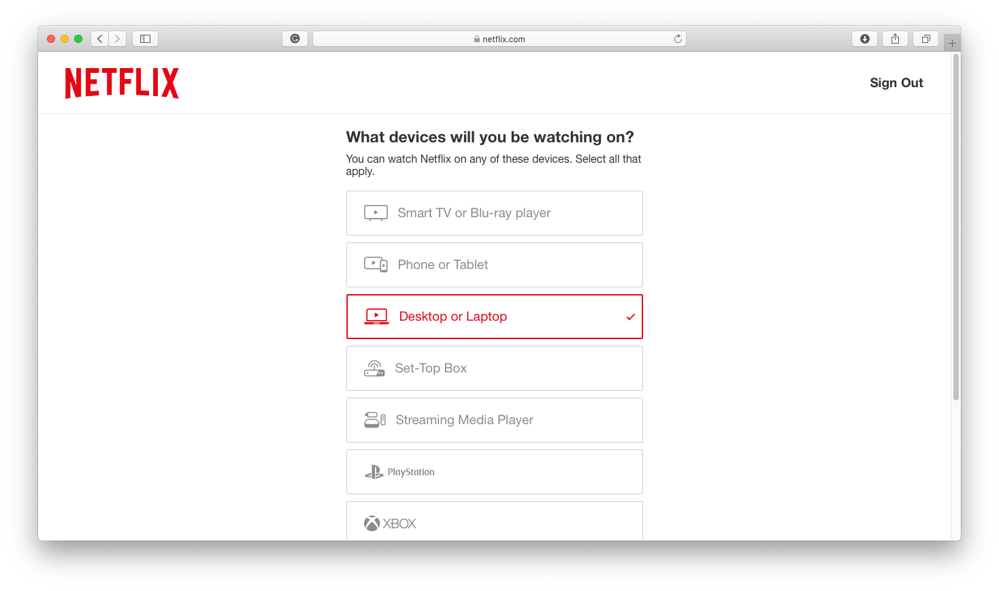 netflix.com
NETFLIX
Sign Out
What devices will you be watching on?
You can watch Netflix on any of these devices. Select all that
apply.
Smart TV or Blu-ray player
Phone or Tablet
Desktop or Laptop
Set-Top Box
Streaming Media Player
PlayStation
XBOX